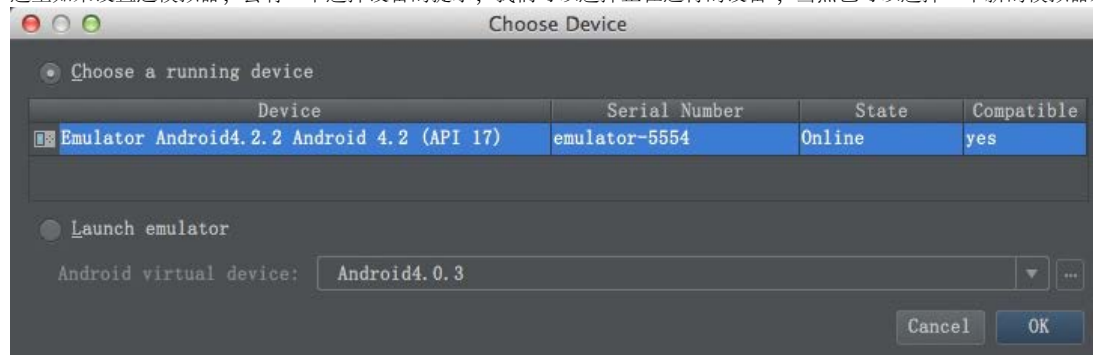 Choose Device
Choose a running device
Device Serial Number State Compatible
Emulator Android4.2.2 Android 4.2 (API 17) emulator-5554 Online yes
Launch emulator
Android virtual device: Android4.0.3
Cancel OK